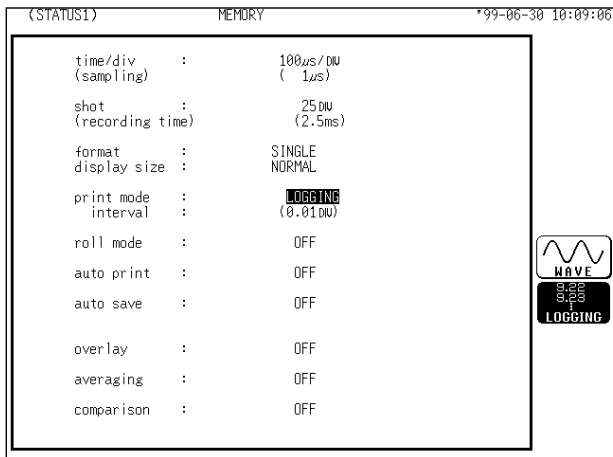 (STATUS1) MEMORY '99-06-30 10:09:06
time/div : 100µs/DIV
(sampling) ( 1µs)
shot : 25DIV
(recording time) (2.5ms)
format : SINGLE
display size : NORMAL
print mode : LOGGING
interval : (0.01DIV)
roll mode : OFF
auto print : OFF
auto save : OFF
overlay : OFF
averaging : OFF
comparison : OFF
WAVE
9.22
9.23
LOGGING